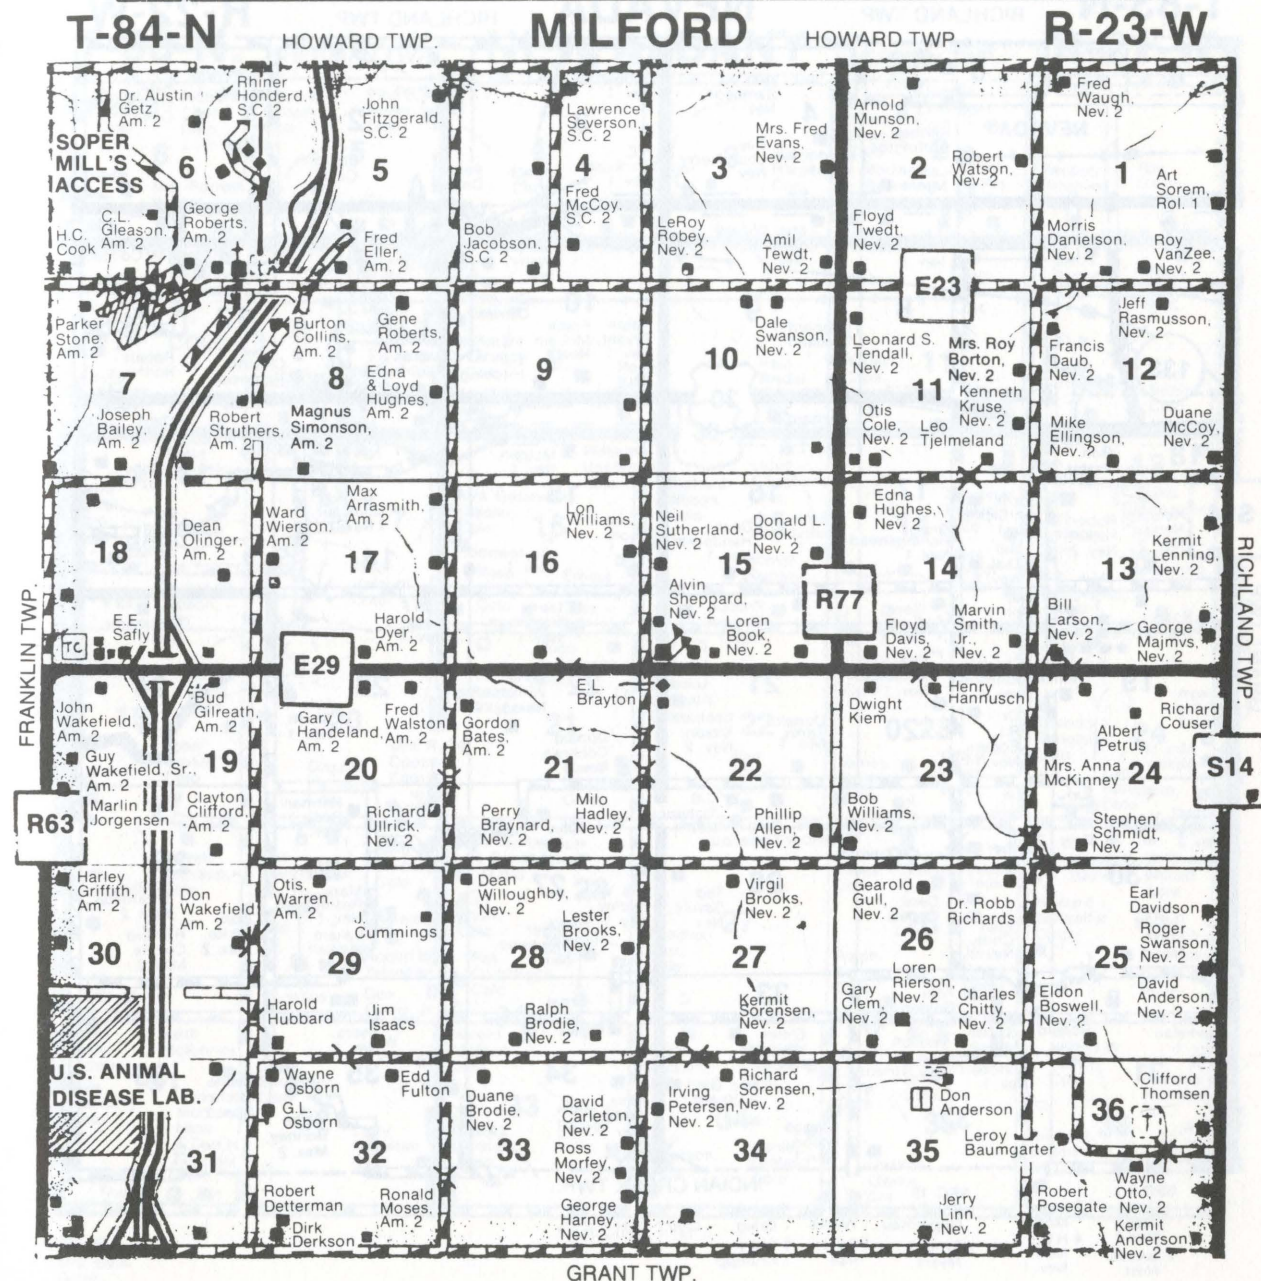 T-84-N
MILFORD
R-23-W
HOWARD TWP.
HOWARD TWP.
Dr. Austin
Getz
Am. 2
Rhiner
Honderd.
S.C. 2
John
Fitzgerald,
S.C. 2
Lawrence
Severson,
S.C. 2
Mrs. Fred
Evans,
Nev. 2
Arnold
Munson,
Nev. 2
Robert
Watson,
Nev. 2
Fred
Waugh,
Nev. 2
SOPER
MILL'S
ACCESS
6
5
4
3
2
1
Art
Sorem,
Rol. 1
Fred
McCoy,
S.C. 2
C.L.
Gleason,
Am. 2
George
Roberts,
Am. 2
H.C.
Cook
Fred
Eller,
Am. 2
Bob
Jacobson,
S.C. 2
LeRoy
Robey,
Nev. 2
Amil
Tewdt,
Nev. 2
Floyd
Twedt,
Nev. 2
Morris
Danielson,
Nev. 2
Roy
VanZee,
Nev. 2
E23
Parker
Stone,
Am. 2
Burton
Collins,
Am. 2
Gene
Roberts,
Am. 2
Dale
Swanson,
Nev. 2
Leonard S.
Tendall,
Nev. 2
Mrs. Roy
Borton,
Nev. 2
Jeff
Rasmusson,
Nev. 2
Francis
Daub,
Nev. 2
7
8
9
10
11
12
Edna
& Loyd
Hughes,
Am. 2
Joseph
Bailey,
Am. 2
Robert
Struthers,
Am. 2
Magnus
Simonson,
Am. 2
Otis
Cole,
Nev. 2
Leo
Tjelmeland
Kenneth
Kruse,
Nev. 2
Mike
Ellingson,
Nev. 2
Duane
McCoy,
Nev. 2
Max
Arrasmith,
Am. 2
Dean
Olinger,
Am. 2
Ward
Wierson,
Am. 2
Lon
Williams,
Nev. 2
Neil
Sutherland,
Nev. 2
Donald L.
Book,
Nev. 2
Edna
Hughes,
Nev. 2
Kermit
Lenning,
Nev. 2
18
17
16
15
14
13
R77
Alvin
Sheppard
Nev. 2
Loren
Book,
Nev. 2
E.E.
Safly
TC
Harold
Dyer,
Am. 2
Floyd
Davis,
Nev. 2
Marvin
Smith,
Jr.,
Nev. 2
Bill
Larson,
Nev. 2
George
Majmvs,
Nev. 2
FRANKLIN TWP.
RICHLAND TWP.
E29
John
Wakefield,
Am. 2
Bud
Gilreath,
Am. 2
Gary C.
Handeland,
Am. 2
Fred
Walston
Am. 2
Gordon
Bates,
Am. 2
E.L.
Brayton
Dwight
Kiem
Henry
Hanrusch
Richard
Couser
Albert
Petrus
Guy
Wakefield, Sr.,
Am. 2
Marlin
Jorgensen
19
20
21
22
23
24
Mrs. Anna
McKinney
S14
R63
Clayton
Clifford,
Am. 2
Richard
Ullrick,
Nev. 2
Perry
Braynard,
Nev. 2
Milo
Hadley,
Nev. 2
Phillip
Allen,
Nev. 2
Bob
Williams,
Nev. 2
Stephen
Schmidt,
Nev. 2
Harley
Griffith,
Am. 2
Don
Wakefield,
Am. 2
Otis.
Warren,
Am. 2
J.
Cummings
Dean
Willoughby,
Nev. 2
Lester
Brooks,
Nev. 2
Virgil
Brooks,
Nev. 2
Gearold
Gull,
Nev. 2
Dr. Robb
Richards
Earl
Davidson
Roger
Swanson,
Nev. 2
30
29
28
27
26
25
Harold
Hubbard
Jim
Isaacs
Ralph
Brodie,
Nev. 2
Kermit
Sorensen,
Nev. 2
Gary
Clem,
Nev. 2
Loren
Rierson,
Nev. 2
Charles
Chitty,
Nev. 2
Eldon
Boswell,
Nev. 2
David
Anderson,
Nev. 2
U.S. ANIMAL
DISEASE LAB.
Wayne
Osborn
G.L.
Osborn
Edd
Fulton
Duane
Brodie,
Nev. 2
David
Carleton,
Nev. 2
Irving
Petersen,
Nev. 2
Richard
Sorensen,
Nev. 2
Don
Anderson
Clifford
Thomsen
31
32
33
34
35
36
Ross
Morfey,
Nev. 2
Leroy
Baumgarter
Robert
Detterman
Dirk
Derkson
Ronald
Moses,
Am. 2
George
Harney,
Nev. 2
Jerry
Linn,
Nev. 2
Robert
Rosegate
Wayne
Otto,
Nev. 2
Kermit
Anderson,
Nev. 2
GRANT TWP.